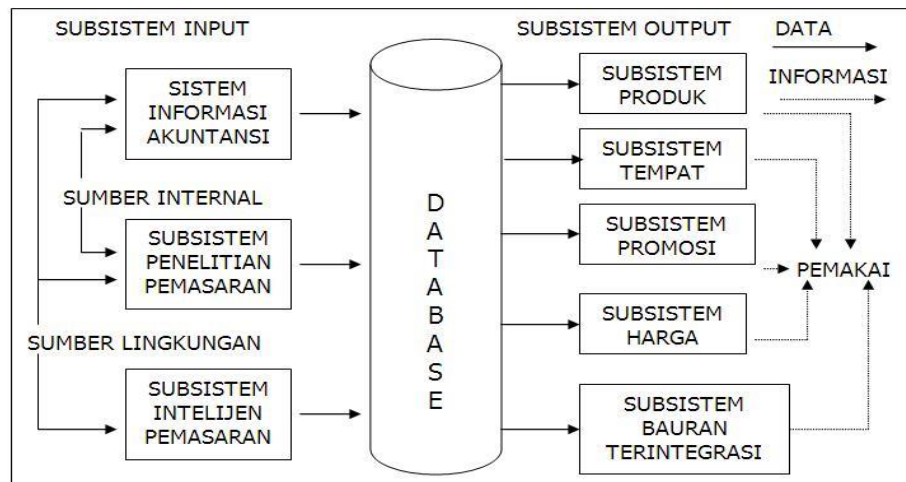 SUBSISTEM INPUT
SISTEM
INFORMASI
AKUNTANSI
SUMBER INTERNAL
SUBSISTEM
PENELITIAN
PEMASARAN
SUMBER LINGKUNGAN
SUBSISTEM
INTELIJEN
PEMASARAN
D
A
T
A
B
A
S
E
SUBSISTEM OUTPUT
SUBSISTEM
PRODUK
SUBSISTEM
TEMPAT
SUBSISTEM
PROMOSI
SUBSISTEM
HARGA
SUBSISTEM
BAURAN
TERINTEGRASI
DATA
INFORMASI
PEMAKAI